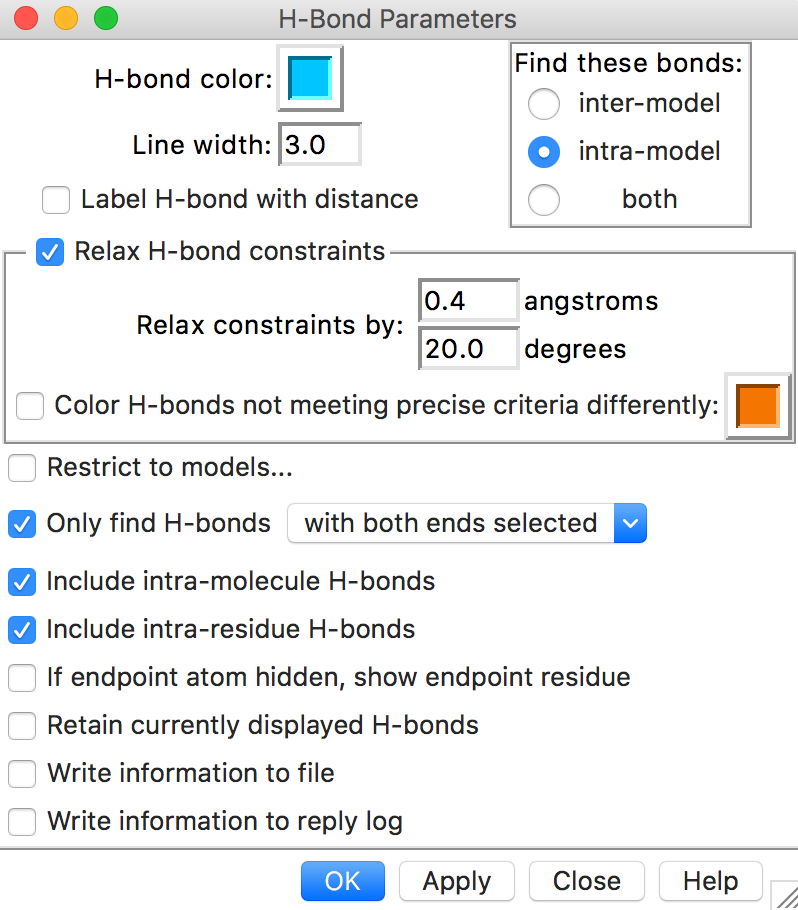 H-Bond Parameters
H-bond color:
Find these bonds:
inter-model
Line width: 3.0
intra-model
Label H-bond with distance
both
Relax H-bond constraints
Relax constraints by:
0.4 angstroms
20.0 degrees
Color H-bonds not meeting precise criteria differently:
Restrict to models...
Only find H-bonds with both ends selected
Include intra-molecule H-bonds
Include intra-residue H-bonds
If endpoint atom hidden, show endpoint residue
Retain currently displayed H-bonds
Write information to file
Write information to reply log
OK Apply Close Help